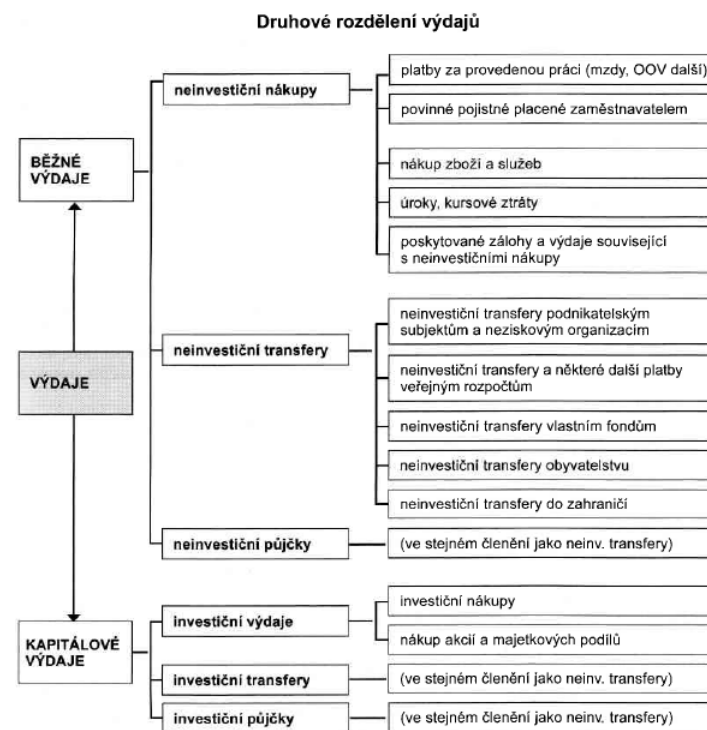 Druhové rozdělení výdajů
neinvestiční nákupy
platby za provedenou práci (mzdy, OOV další)
povinné pojistné placené zaměstnavatelem
BĚŽNÉ
VÝDAJE
nákup zboží a služeb
úroky, kursové ztráty
poskytované zálohy a výdaje související
s neinvestičními nákupy
neinvestiční transfery podnikatelským
subjektům a neziskovým organizacím
neinvestiční transfery
VÝDAJE
neinvestiční transfery a některé další platby
veřejným rozpočtům
neinvestiční transfery vlastním fondům
neinvestiční transfery obyvatelstvu
neinvestiční transfery do zahraničí
neinvestiční půjčky
(ve stejném členění jako neinv. transfery)
investiční výdaje
investiční nákupy
nákup akcií a majetkových podílů
KAPITÁLOVÉ
VÝDAJE
investiční transfery
(ve stejném členění jako neinv. transfery)
investiční půjčky
(ve stejném členění jako neinv. transfery)